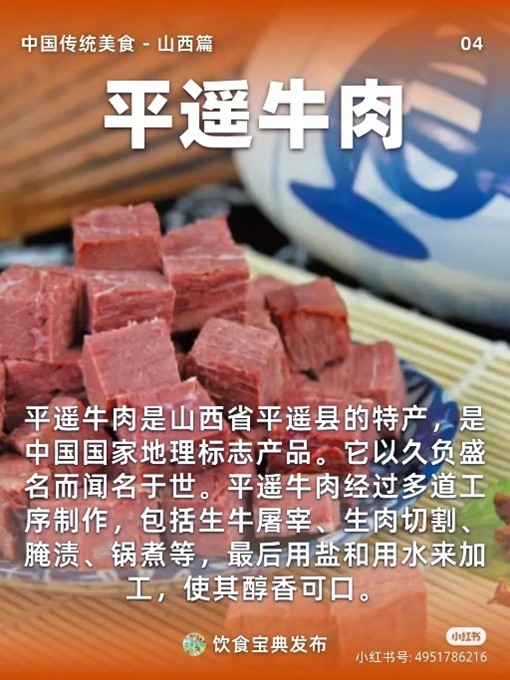 中国传统美食 - 山西篇
04
平遥牛肉
平遥牛肉是山西省平遥县的特产，是
中国国家地理标志产品。它以久负盛
名而闻名于世。平遥牛肉经过多道工
序制作，包括生牛屠宰、生肉切割、
腌渍、锅煮等，最后用盐和用水来加
工，使其醇香可口。
饮食宝典发布
小红书
小红书号: 4951786216